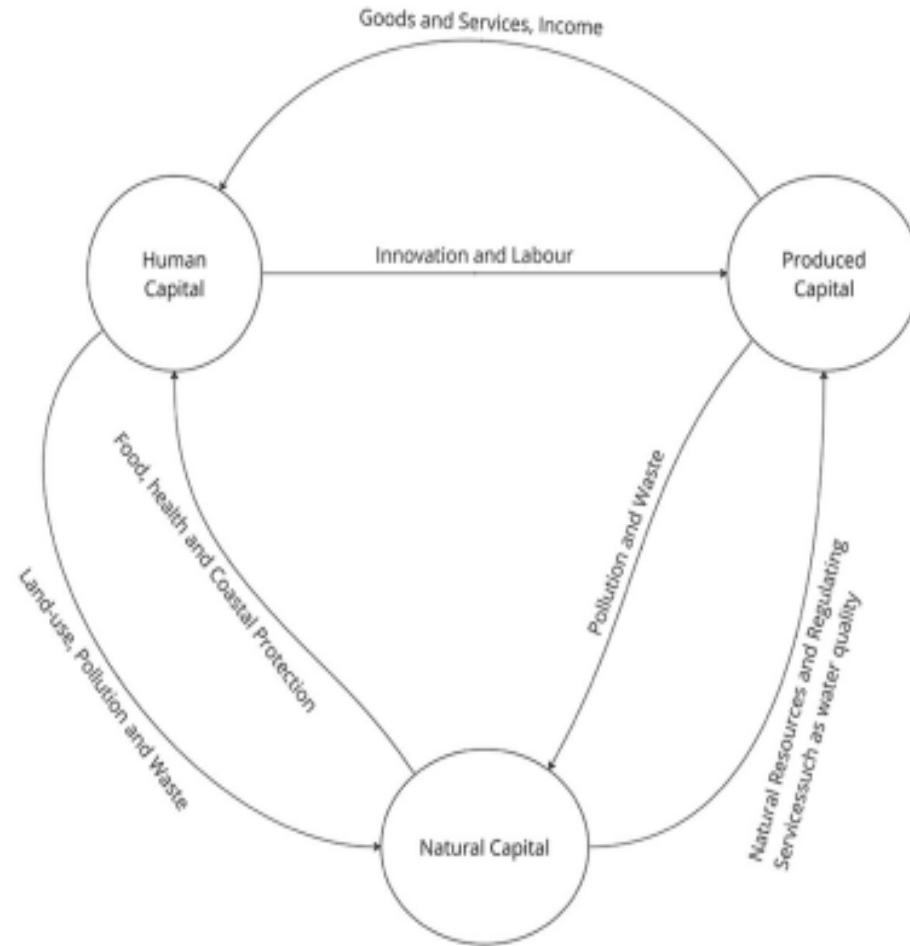 Goods and Services, Income
Human
Capital
Innovation and Labour
Produced
Capital
Food, health and Coastal Protection
Land-use, Pollution and Waste
Pollution and Waste
Natural Resources and Regulating
Servicessuch as water quality
Natural Capital